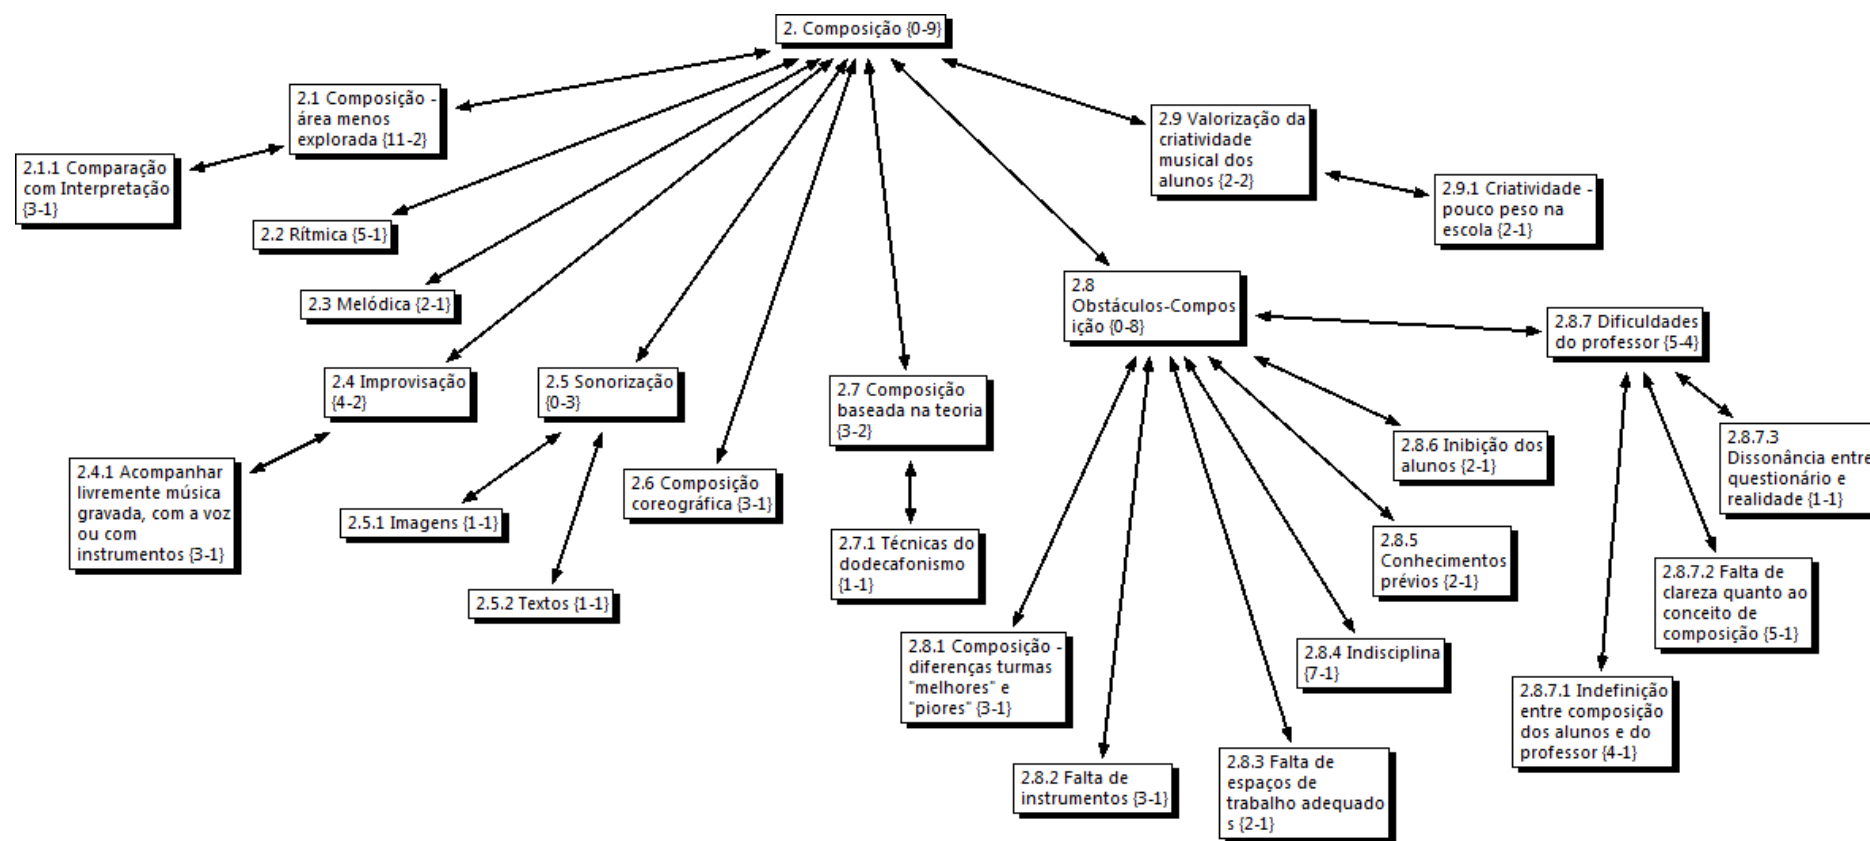 2. Composição {0-9}
2.1 Composição -
área menos
explorada {11-2}
2.1.1 Comparação
com Interpretação
{3-1}
2.2 Rítmica {5-1}
2.3 Melódica {2-1}
2.4 Improvisação
{4-2}
2.4.1 Acompanhar
livremente música
gravada, com a voz
ou com
instrumentos {3-1}
2.5 Sonorização
{0-3}
2.5.1 Imagens {1-1}
2.5.2 Textos {1-1}
2.6 Composição
coreográfica {3-1}
2.7 Composição
baseada na teoria
{3-2}
2.7.1 Técnicas do
dodecafonismo
{1-1}
2.8
Obstáculos-Compos
ição {0-8}
2.8.1 Composição -
diferenças turmas
"melhores" e
"piores" {3-1}
2.8.2 Falta de
instrumentos {3-1}
2.8.3 Falta de
espaços de
trabalho adequado
s {2-1}
2.8.4 Indisciplina
{7-1}
2.8.5
Conhecimentos
prévios {2-1}
2.8.6 Inibição dos
alunos {2-1}
2.8.7 Dificuldades
do professor {5-4}
2.8.7.1 Indefinição
entre composição
dos alunos e do
professor {4-1}
2.8.7.2 Falta de
clareza quanto ao
conceito de
composição {5-1}
2.8.7.3
Dissonância entre
questionário e
realidade {1-1}
2.9 Valorização da
criatividade
musical dos
alunos {2-2}
2.9.1 Criatividade -
pouco peso na
escola {2-1}